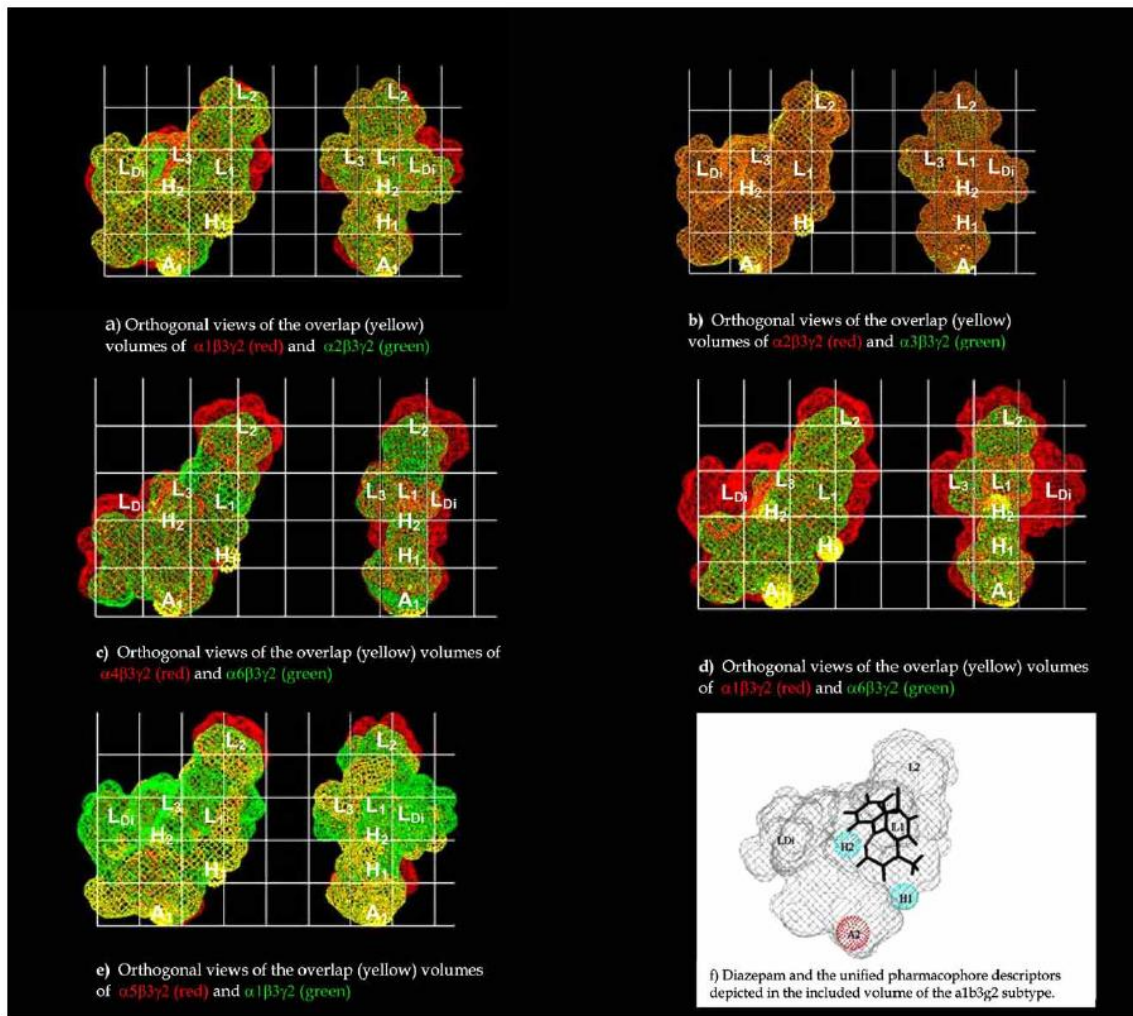 L2
L2
LDi
L3
L1
L3
L1
LDi
H2
H2
H1
H1
A1
A1
a) Orthogonal views of the overlap (yellow)
volumes of α1β3γ2 (red) and α2β3γ2 (green)
L2
L2
LDi
L1
L3
L1
LDi
H2
H2
H1
H1
A1
A1
b) Orthogonal views of the overlap (yellow)
volumes of α2β3γ2 (red) and α3β3γ2 (green)
L2
L2
LDi
L3
L1
L3
L1
LDi
H2
H2
H1
H1
A1
A1
c) Orthogonal views of the overlap (yellow) volumes of
α4β3γ2 (red) and α6β3γ2 (green)
L2
L2
LDi
L3
L1
L3
L1
LDi
H2
H2
H1
H1
A1
A1
d) Orthogonal views of the overlap (yellow) volumes
of α1β3γ2 (red) and α6β3γ2 (green)
L2
L2
LDi
L3
L1
L3
L1
LDi
H2
H2
H1
H1
A1
A1
e) Orthogonal views of the overlap (yellow) volumes
of α5β3γ2 (red) and α1β3γ2 (green)
L2
L1
LDi
H2
H1
A2
f) Diazepam and the unified pharmacophore descriptors
depicted in the included volume of the a1b3g2 subtype.